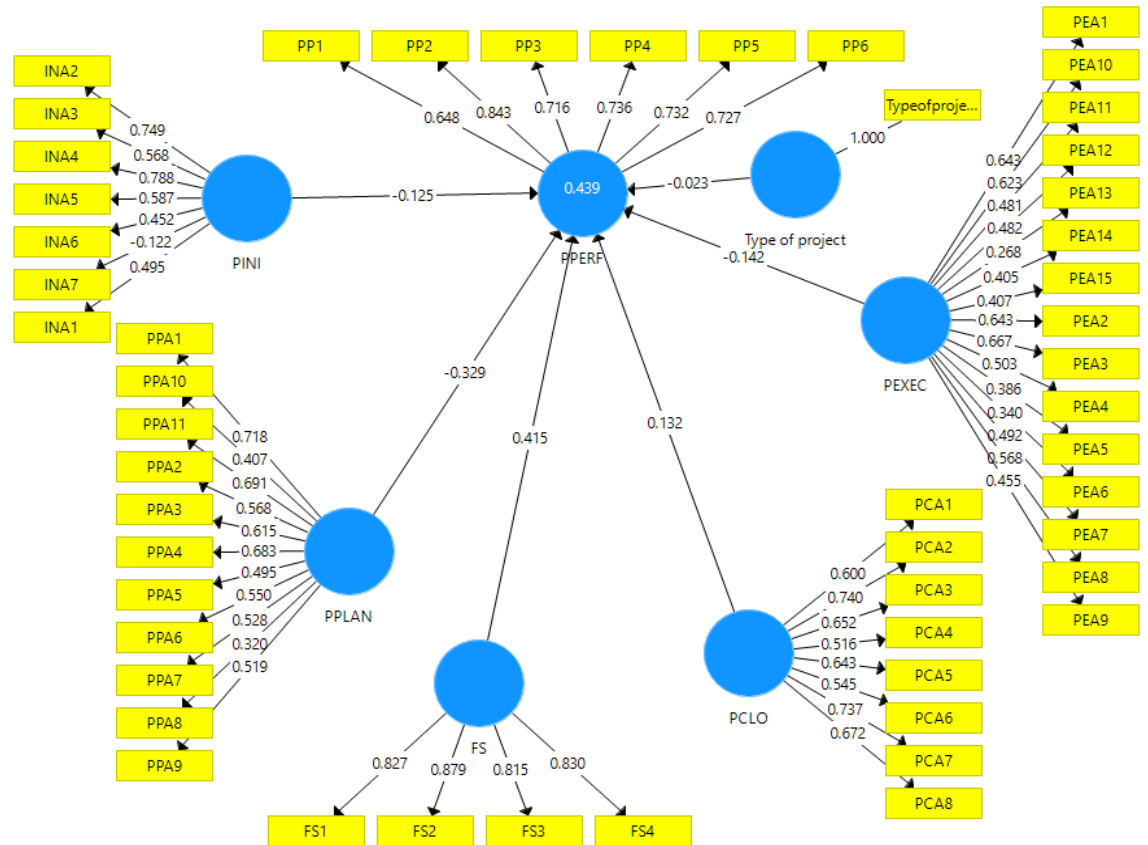 PP1
PP2
PP3
PP4
PP5
PP6
0.648
0.843
0.716
0.736
0.732
0.727
INA2
INA3
INA4
INA5
INA6
INA7
INA1
0.749
0.568
0.788
0.587
0.452
-0.122
0.495
PINI
-0.125
0.439
PPERF
-0.023
Typeofproje...
1.000
Type of project
-0.142
PEXEC
PEA1
PEA10
PEA11
PEA12
PEA13
PEA14
PEA15
PEA2
PEA3
PEA4
PEA5
PEA6
PEA7
PEA8
PEA9
0.643
0.623
0.481
0.482
0.268
0.405
0.407
0.643
0.667
0.503
0.386
0.340
0.492
0.568
0.455
PPA1
PPA10
PPA11
PPA2
PPA3
PPA4
PPA5
PPA6
PPA7
PPA8
PPA9
0.718
0.407
0.691
0.568
0.615
0.683
0.495
0.550
0.528
0.320
0.519
PPLAN
-0.329
0.415
0.132
FS
0.827
0.879
0.815
0.830
FS1
FS2
FS3
FS4
PCLO
0.600
0.740
0.652
0.516
0.643
0.545
0.737
0.672
PCA1
PCA2
PCA3
PCA4
PCA5
PCA6
PCA7
PCA8